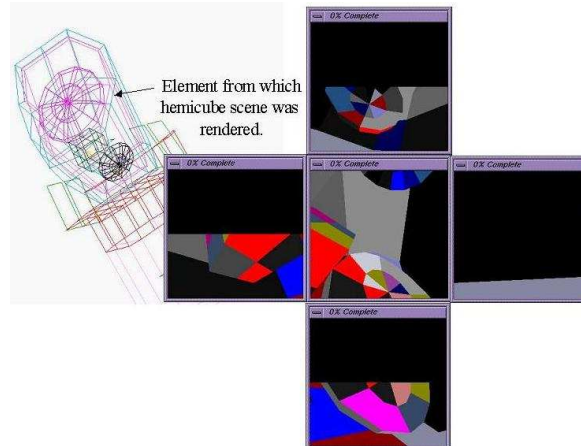 0% Complete
Element from which
hemicube scene was
rendered.
0% Complete
0% Complete
0% Complete
0% Complete